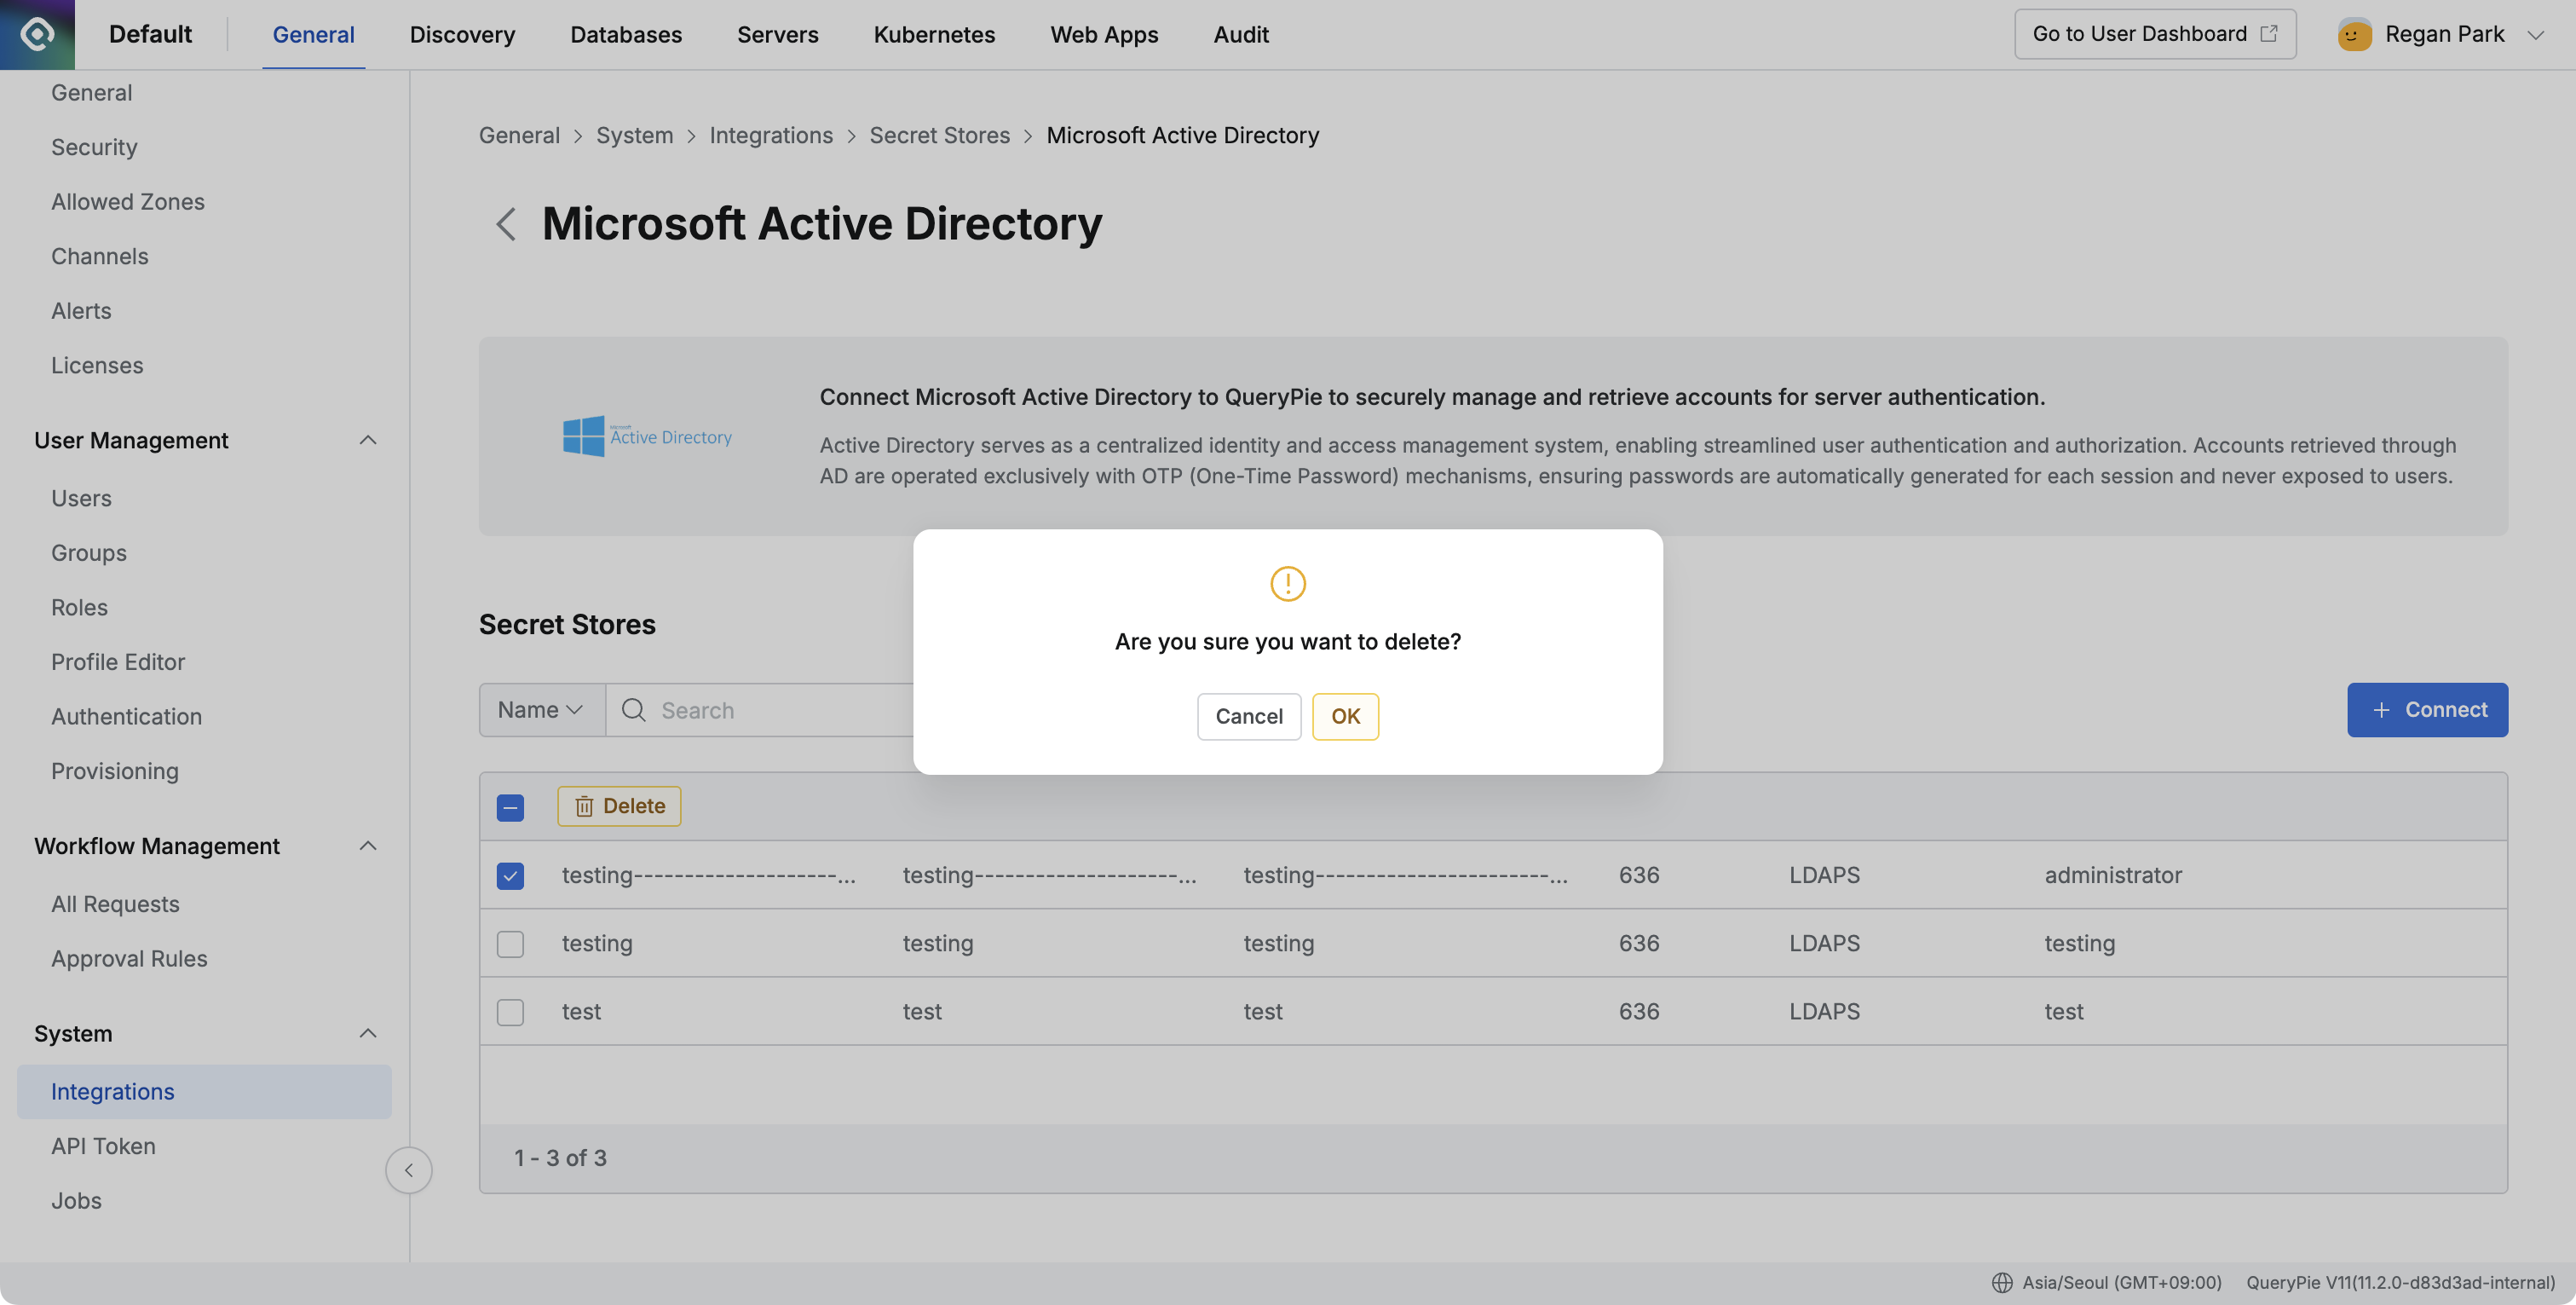 Default
General
Discovery
Databases
Servers
Kubernetes
Web Apps
Audit
Go to User Dashboard
Regan Park
General
Security
Allowed Zones
Channels
Alerts
Licenses
User Management
Users
Groups
Roles
Profile Editor
Authentication
Provisioning
Workflow Management
All Requests
Approval Rules
System
Integrations
API Token
Jobs
General > System > Integrations > Secret Stores > Microsoft Active Directory
Microsoft Active Directory
Microsoft
Active Directory
Connect Microsoft Active Directory to QueryPie to securely manage and retrieve accounts for server authentication.
Active Directory serves as a centralized identity and access management system, enabling streamlined user authentication and authorization. Accounts retrieved through
AD are operated exclusively with OTP (One-Time Password) mechanisms, ensuring passwords are automatically generated for each session and never exposed to users.
Are you sure you want to delete?
Cancel
OK
Secret Stores
Name
Search
+ Connect
Delete
testing--------------------... testing--------------------... testing-----------------------... 636 LDAPS administrator
testing testing testing 636 LDAPS testing
test test test 636 LDAPS test
1 - 3 of 3
Asia/Seoul (GMT+09:00)
QueryPie V11(11.2.0-d83d3ad-internal)